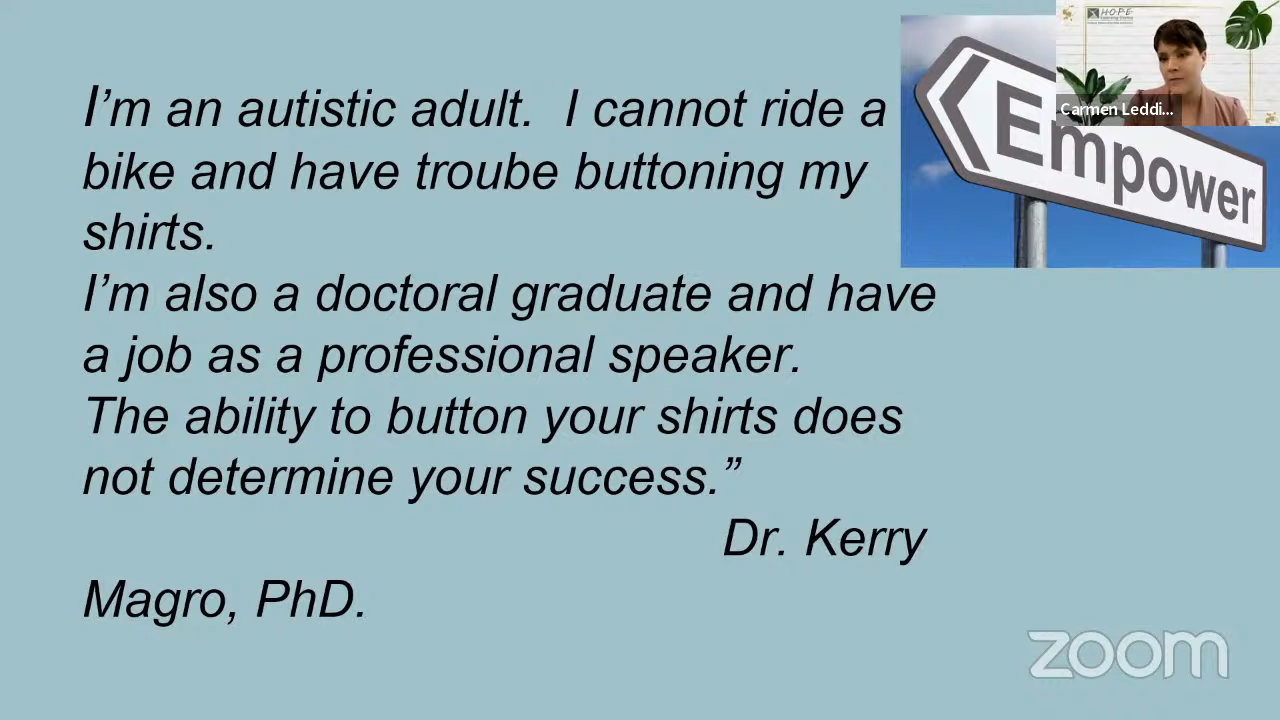 I’m an autistic adult.  I cannot ride a
bike and have troube buttoning my
shirts.
I’m also a doctoral graduate and have
a job as a professional speaker.
The ability to button your shirts does
not determine your success.”
Dr. Kerry
Magro, PhD.
Empower
HOPE
Carmen Leddi...
zoom